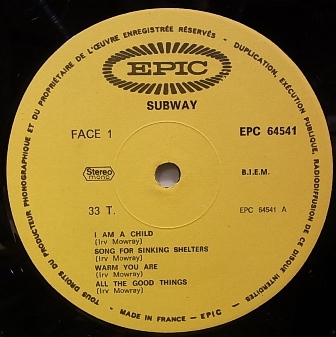 TOUS DROITS DU PRODUCTEUR PHONOGRAPHIQUE ET DU PROPRIÉTAIRE DE L'ŒUVRE ENREGISTRÉE RÉSERVÉS - DUPLICATION, EXÉCUTION PUBLIQUE, RADIODIFFUSION DE CE DISQUE INTERDITES
EPIC
SUBWAY
FACE 1
EPC 64541
Stereo
mono
B.I.E.M.
33 T.
EPC 64541 A
I AM A CHILD
(Irv Mowray)
SONG FOR SINKING SHELTERS
(Irv Mowray)
WARM YOU ARE
(Irv Mowray)
ALL THE GOOD THINGS
(Irv Mowray)
- MADE IN FRANCE - EPIC -